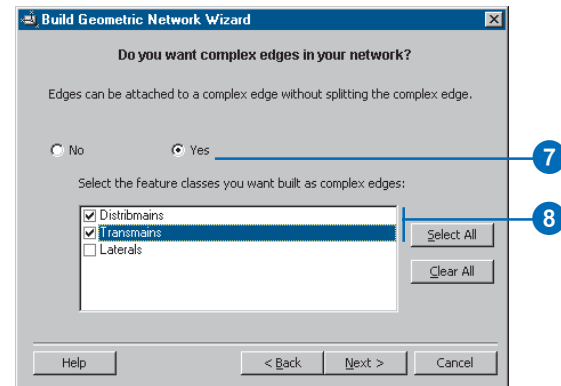 Build Geometric Network Wizard
Do you want complex edges in your network?
Edges can be attached to a complex edge without splitting the complex edge.
No Yes
7
Select the feature classes you want built as complex edges:
Distribmains
8
Transmains
Select All
Laterals
Clear All
Help < Back Next > Cancel